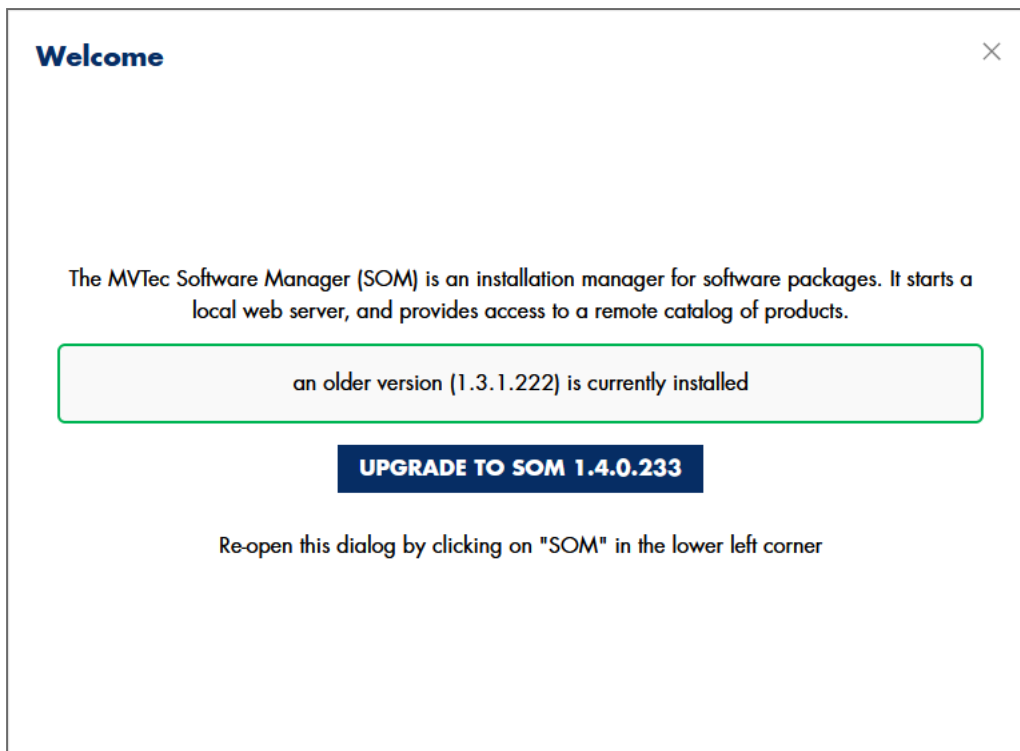 Welcome
The MVTec Software Manager (SOM) is an installation manager for software packages. It starts a
local web server, and provides access to a remote catalog of products.
an older version (1.3.1.222) is currently installed
UPGRADE TO SOM 1.4.0.233
Re-open this dialog by clicking on "SOM" in the lower left corner